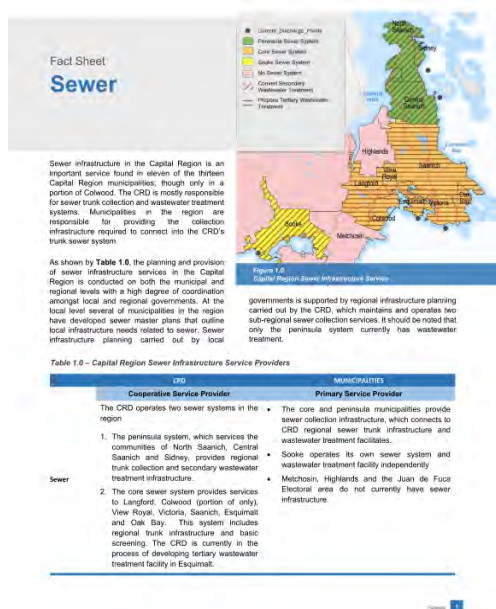 Fact Sheet
Sewer
Current Discharge Points
Peninsula Sewer System
Core Sewer System
Sooke Sewer System
No Sewer System
Current Secondary
Wastewater Treatment
Proposed Tertiary Wastewater
Treatment
North
Saanich
Sidney
Central
Saanich
Highlands
Saanich
View
Royal
Langford
Esquimalt
Victoria
Oak
Bay
Colwood
Sooke
Metchosin
Figure 1.0
Capital Region Sewer Infrastructure Service
Sewer infrastructure in the Capital Region is an
important service found in eleven of the thirteen
Capital Region municipalities; though only in a
portion of Colwood. The CRD is mostly responsible
for sewer trunk collection and wastewater treatment
systems. Municipalities in the region are
responsible for providing the collection
infrastructure required to connect into the CRD's
trunk sewer system
As shown by Table 1.0, the planning and provision
of sewer infrastructure services in the Capital
Region is conducted on both the municipal and
regional levels with a high degree of coordination
amongst local and regional governments. At the
local level several of municipalities in the region
have developed sewer master plans that outline
local infrastructure needs related to sewer. Sewer
infrastructure planning carried out by local
governments is supported by regional infrastructure planning
carried out by the CRD, which maintains and operates two
sub-regional sewer collection services. It should be noted that
only the peninsula system currently has wastewater
treatment.
Table 1.0 – Capital Region Sewer Infrastructure Service Providers
CRD
MUNICIPALITIES
Cooperative Service Provider
Primary Service Provider
Sewer
The CRD operates two sewer systems in the
region
1. The peninsula system, which services the
communities of North Saanich, Central
Saanich and Sidney, provides regional
trunk collection and secondary wastewater
treatment infrastructure.
2. The core sewer system provides services
to Langford, Colwood (portion of only),
View Royal, Victoria, Saanich, Esquimalt
and Oak Bay. This system includes
regional trunk infrastructure and basic
screening. The CRD is currently in the
process of developing tertiary wastewater
treatment facility in Esquimalt.
• The core and peninsula municipalities provide
sewer collection infrastructure, which connects to
CRD regional sewer trunk infrastructure and
wastewater treatment facilitates.
• Sooke operates its own sewer system and
wastewater treatment facility independently
• Metchosin, Highlands and the Juan de Fuca
Electoral area do not currently have sewer
infrastructure.
1